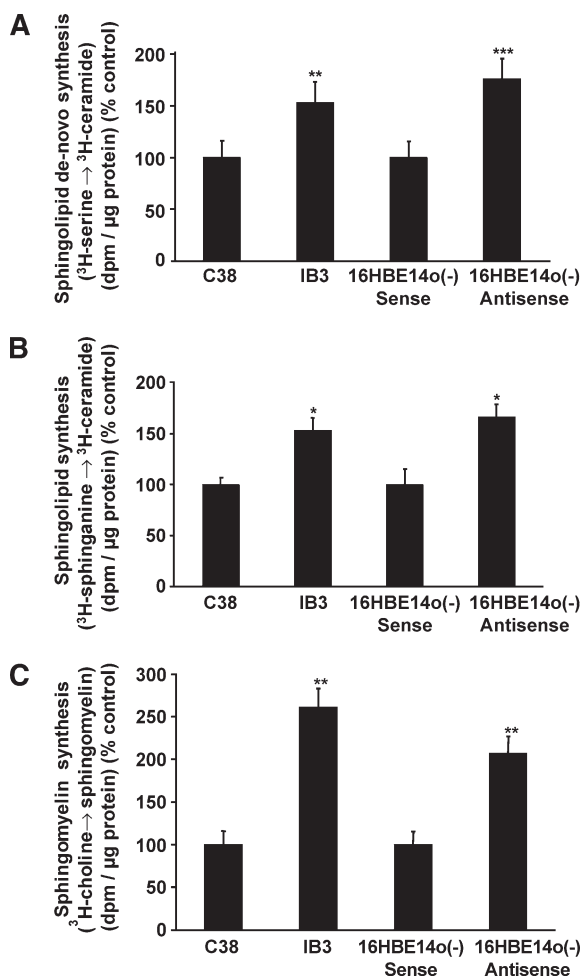 A
Sphingolipid de-novo synthesis
(³H-serine → ³H-ceramide)
(dpm / µg protein) (% control)
200
150
100
50
0
**
***
C38
IB3
16HBE14o(-)
Sense
16HBE14o(-)
Antisense
B
Sphingolipid synthesis
(³H-sphinganine → ³H-ceramide)
(dpm / µg protein) (% control)
200
150
100
50
0
*
*
C38
IB3
16HBE14o(-)
Sense
16HBE14o(-)
Antisense
C
Sphingomyelin synthesis
(³H-choline→ sphingomyelin)
(dpm / µg protein) (% control)
300
250
200
150
100
50
0
**
**
C38
IB3
16HBE14o(-)
Sense
16HBE14o(-)
Antisense